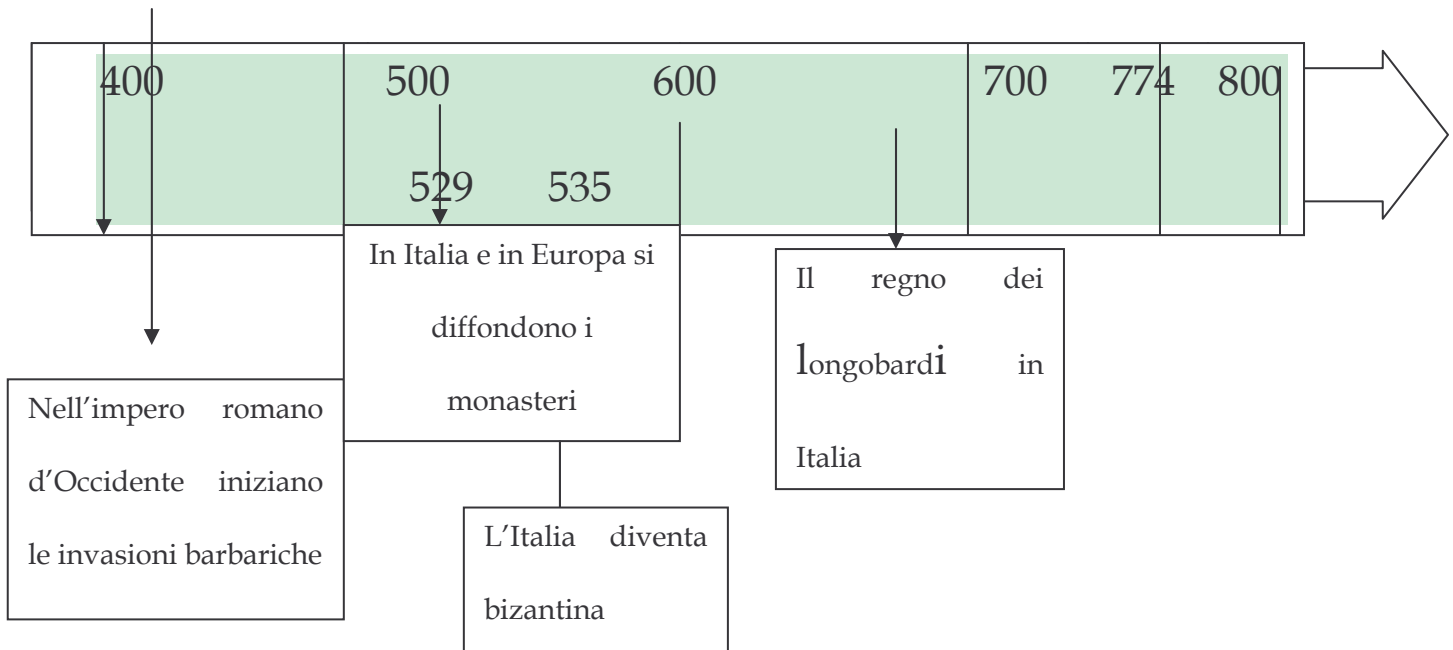 400 500 600 700 774 800
529 535
In Italia e in Europa si
diffondono i
monasteri
Il regno dei
longobardi in
Italia
Nell’impero romano
d’Occidente iniziano
le invasioni barbariche
L’Italia diventa
bizantina